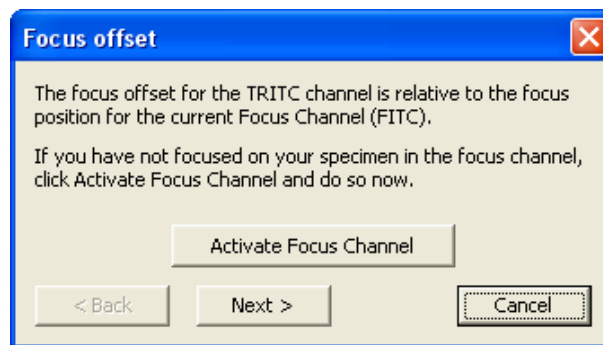 Focus offset
The focus offset for the TRITC channel is relative to the focus
position for the current Focus Channel (FITC).
If you have not focused on your specimen in the focus channel,
click Activate Focus Channel and do so now.
Activate Focus Channel
< Back
Next >
Cancel